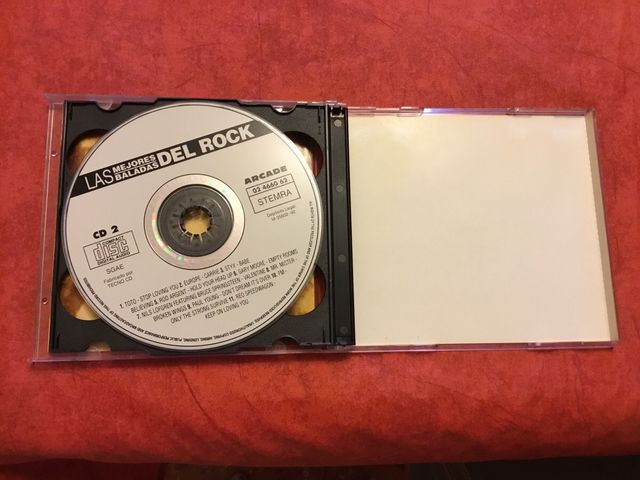 LAS MEJORES BALADAS DEL ROCK
ARCADE
02 4660 62
STEMRA
CD 2
COMPACT
disc
DIGITAL AUDIO
SGAE
Fabricado por
TECNO CD
1. TOTO - STOP LOVING YOU 2. EUROPE - CARRIE 3. STYX - BABE
BELIEVING 5. ROD ARGENT - HOLD YOUR HEAD UP 6. GARY MOORE - EMPTY ROOMS
7. NILS LOFGREN FEATURING BRUCE SPRINGSTEEN - VALENTINE 8. MR. MISTER -
BROKEN WINGS 9. PAUL YOUNG - DON'T DREAM IT'S OVER 10. I'M -
ONLY THE STRONG SURVIVE 11. REO SPEEDWAGON -
KEEP ON LOVING YOU